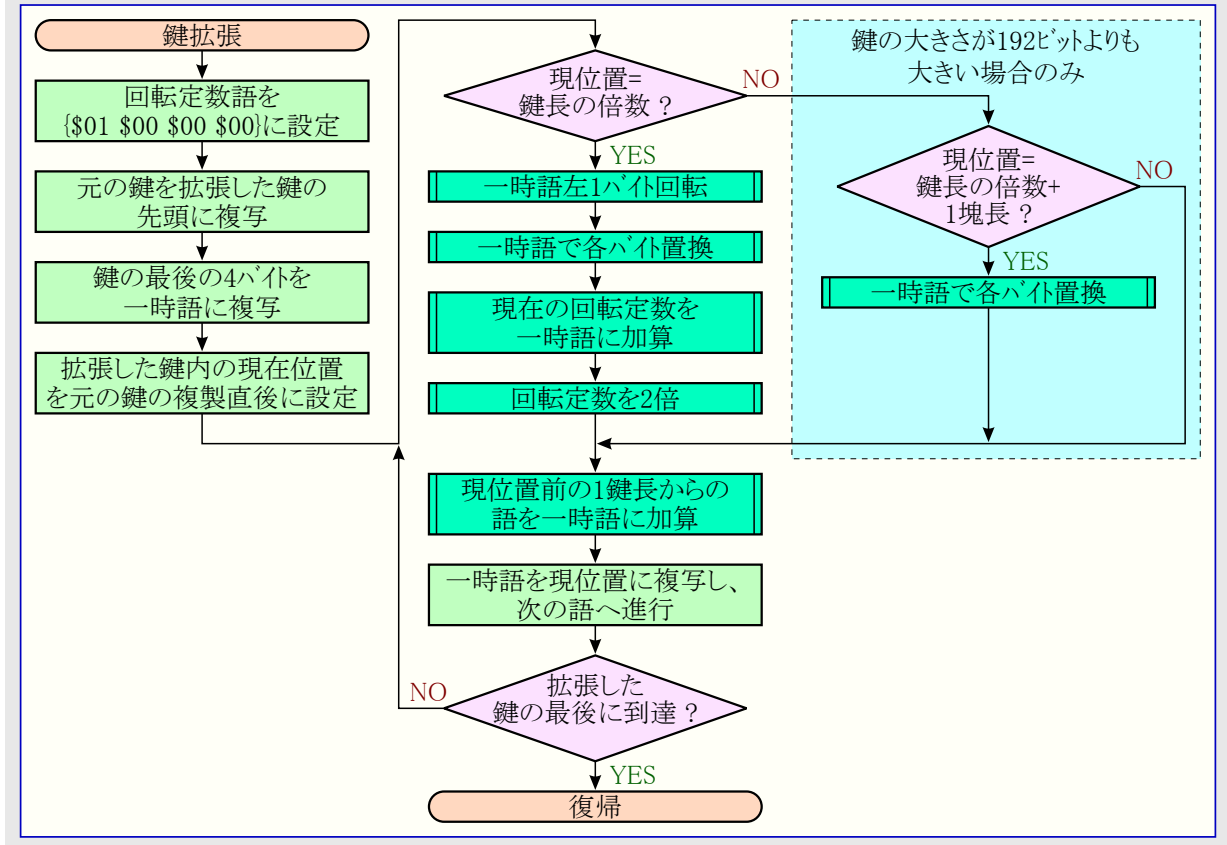 鍵拡張
回転定数語を
{$01 $00 $00 $00}に設定
元の鍵を拡張した鍵の
先頭に複写
鍵の最後の4ﾊﾞｲﾄを
一時語に複写
拡張した鍵内の現在位置
を元の鍵の複製直後に設定
現位置=
鍵長の倍数 ?
NO
YES
一時語左1ﾊﾞｲﾄ回転
一時語で各ﾊﾞｲﾄ置換
現在の回転定数を
一時語に加算
回転定数を2倍
鍵の大きさが192ﾋﾞｯﾄよりも
大きい場合のみ
現位置=
鍵長の倍数+
1塊長 ?
NO
YES
一時語で各ﾊﾞｲﾄ置換
現位置前の1鍵長からの
語を一時語に加算
一時語を現位置に複写し、
次の語へ進行
拡張した
鍵の最後に到達 ?
NO
YES
復帰